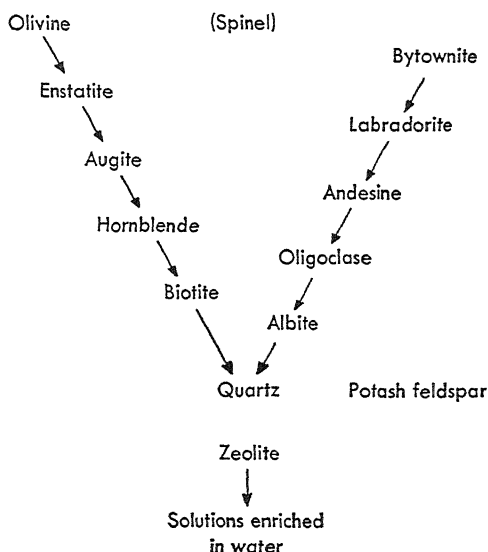 Olivine
(Spinel)
Bytownite
Enstatite
Labradorite
Augite
Andesine
Hornblende
Oligoclase
Biotite
Albite
Quartz
Potash feldspar
Zeolite
Solutions enriched
in water